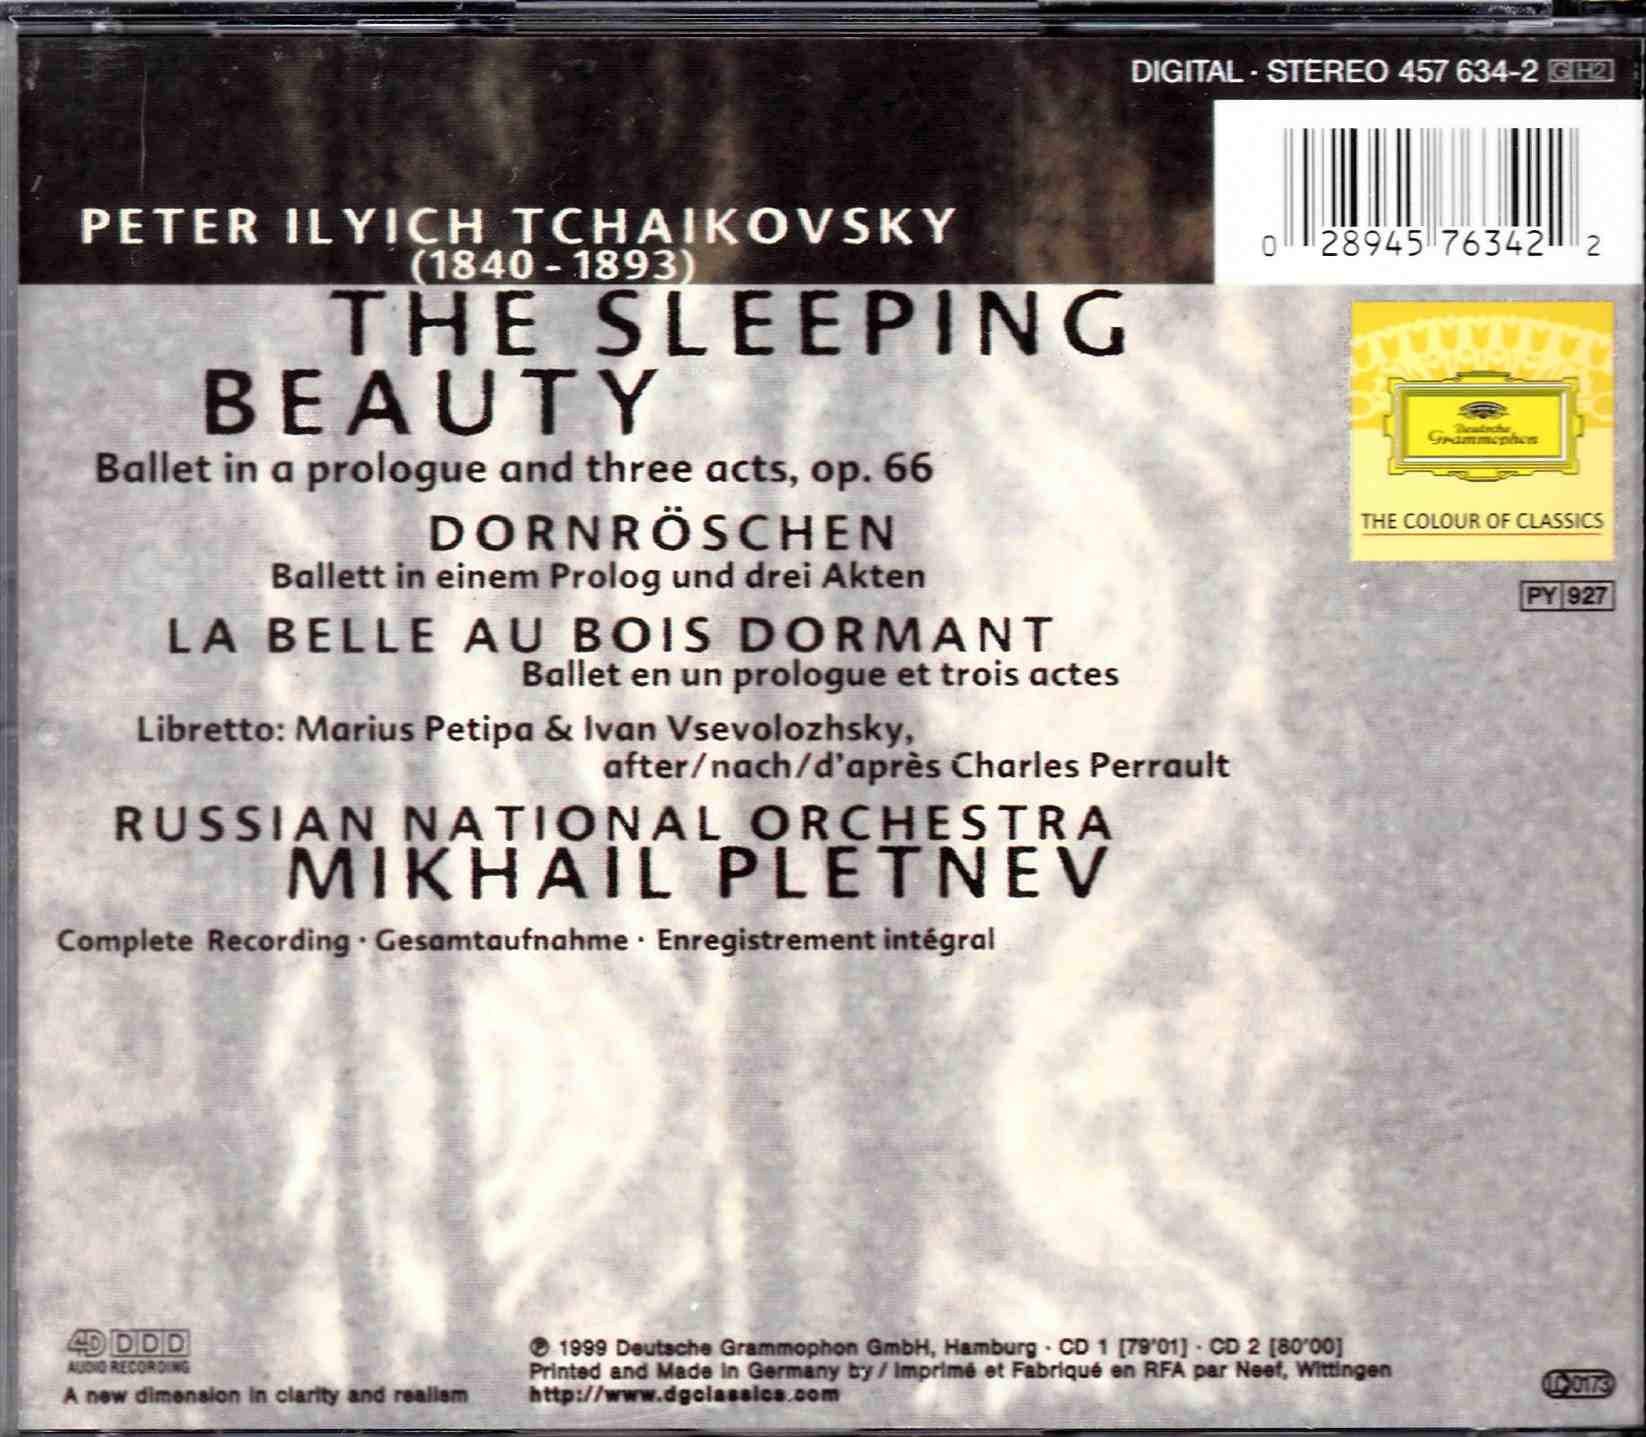 DIGITAL · STEREO 457 634-2 G H2
0 28945 76342 2
PETER ILYICH TCHAIKOVSKY
(1840 - 1893)
THE SLEEPING
BEAUTY
Ballet in a prologue and three acts, op. 66
DORNRÖSCHEN
Ballett in einem Prolog und drei Akten
LA BELLE AU BOIS DORMANT
Ballet en un prologue et trois actes
Libretto: Marius Petipa & Ivan Vsevolozhsky,
after/nach/d'après Charles Perrault
RUSSIAN NATIONAL ORCHESTRA
MIKHAIL PLETNEV
Complete Recording · Gesamtaufnahme · Enregistrement intégral
Deutsche
Grammophon
THE COLOUR OF CLASSICS
PY 927
4D DDD
AUDIO RECORDING
A new dimension in clarity and realism
℗ 1999 Deutsche Grammophon GmbH, Hamburg · CD 1 [79'01] · CD 2 [80'00]
Printed and Made in Germany by / Imprimé et Fabriqué en RFA par Neef, Wittingen
http://www.dgclassics.com
LC 0173